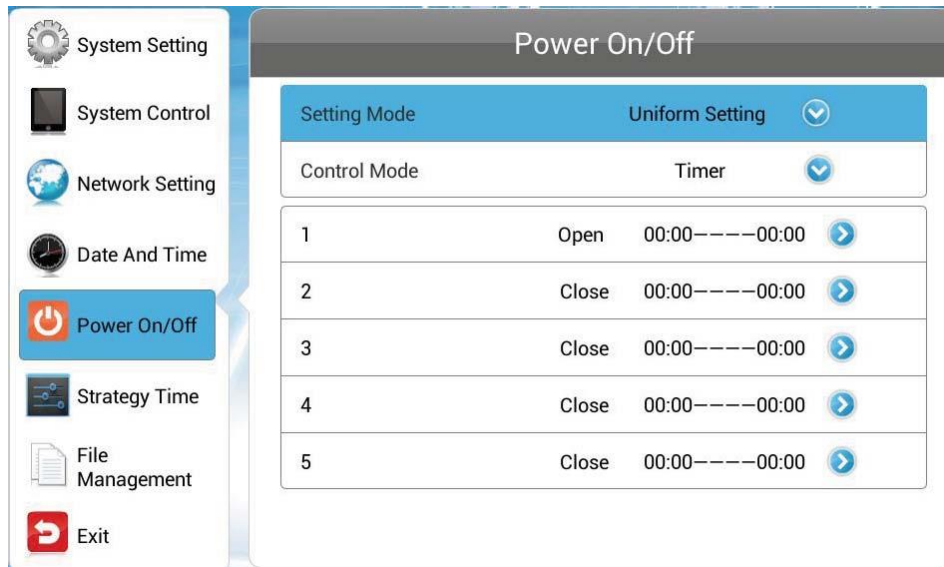 System Setting
System Control
Network Setting
Date And Time
Power On/Off
Strategy Time
File
Management
Exit
Power On/Off
Setting Mode Uniform Setting
Control Mode Timer
1 Open 00:00----00:00
2 Close 00:00----00:00
3 Close 00:00----00:00
4 Close 00:00----00:00
5 Close 00:00----00:00